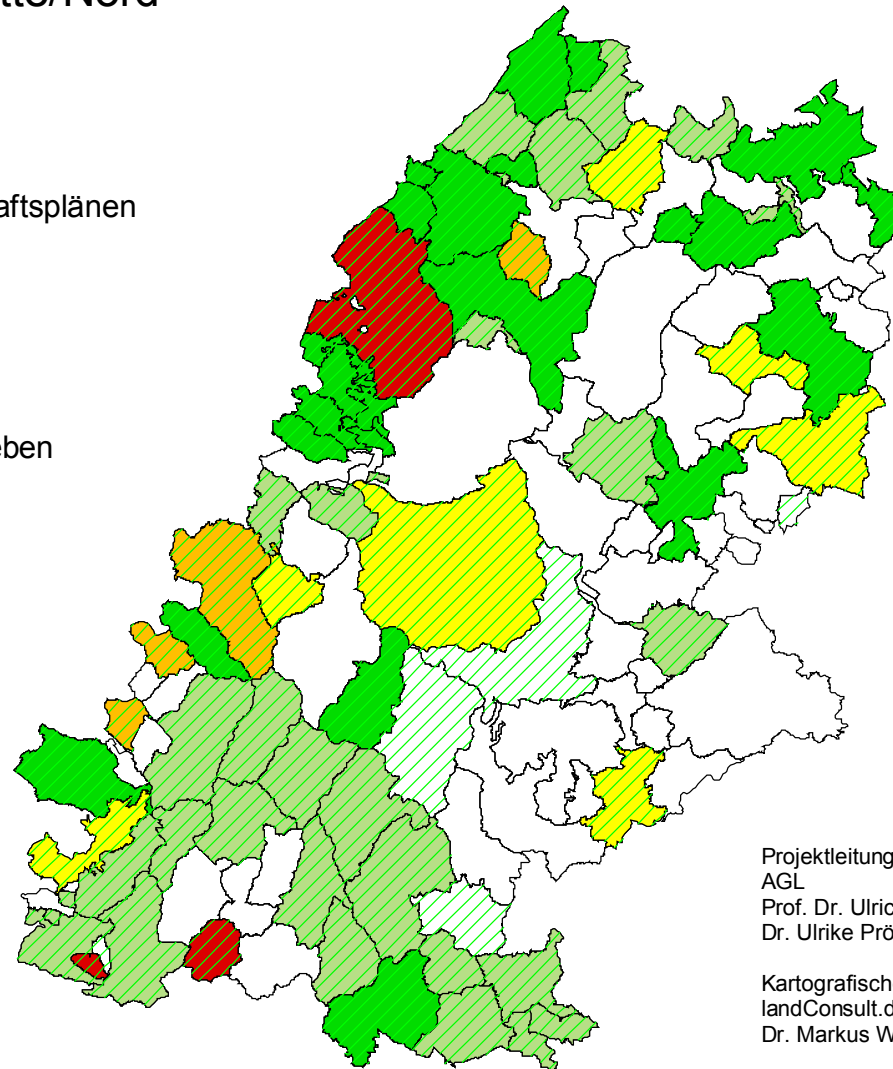 tte/Nord
aftsplänen
eben
Projektleitung
AGL
Prof. Dr. Ulric
Dr. Ulrike Prö
Kartografisch
landConsult.d
Dr. Markus W